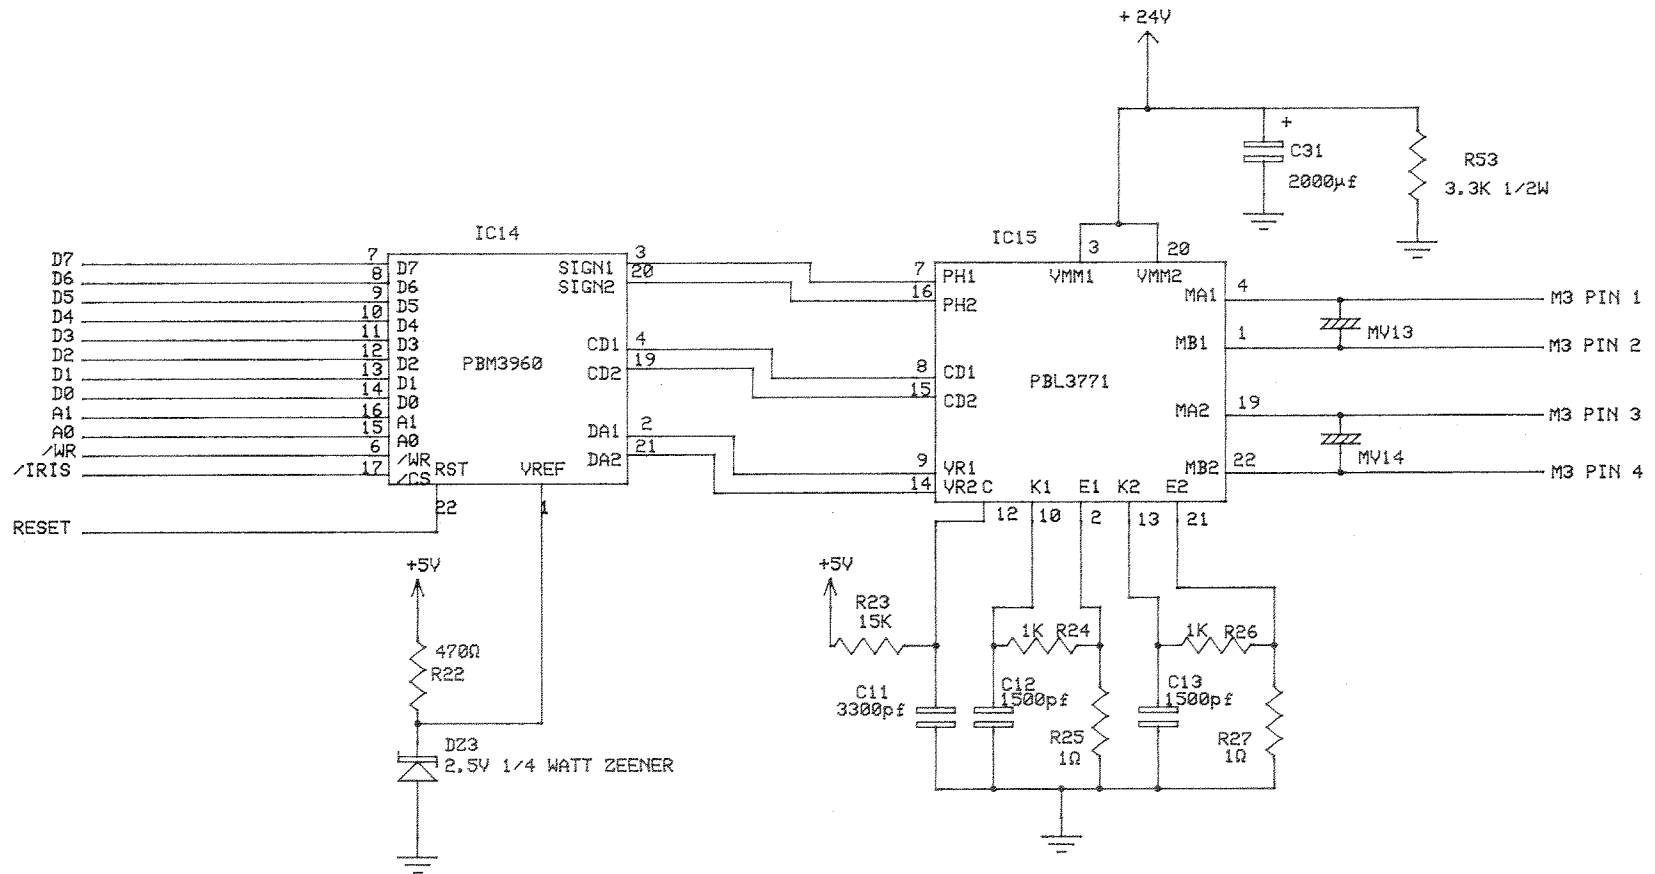 + 24V
+
C31
2000µf
R53
3.3K 1/2W
IC14
IC15
D7
D6
D5
D4
D3
D2
D1
D0
A1
A0
/WR
/IRIS
RESET
7
8
9
10
11
12
13
14
16
15
6
17
D7
D6
D5
D4
D3
D2
D1
D0
A1
A0
/WR
/CS
RST
VREF
22
1
PBM3960
SIGN1
SIGN2
CD1
CD2
DA1
DA2
3
20
4
19
2
21
7
16
8
15
9
14
PH1
PH2
CD1
CD2
VR1
VR2
PBL3771
3
20
VMM1
VMM2
MA1
MB1
MA2
MB2
4
1
19
22
M3 PIN 1
MV13
M3 PIN 2
M3 PIN 3
MV14
M3 PIN 4
C
K1
E1
K2
E2
12
10
2
13
21
+5V
470Ω
R22
DZ3
2.5V 1/4 WATT ZEENER
+5V
R23
15K
C11
3300pf
1K R24
C12
1500pf
R25
1Ω
1K R26
C13
1500pf
R27
1Ω